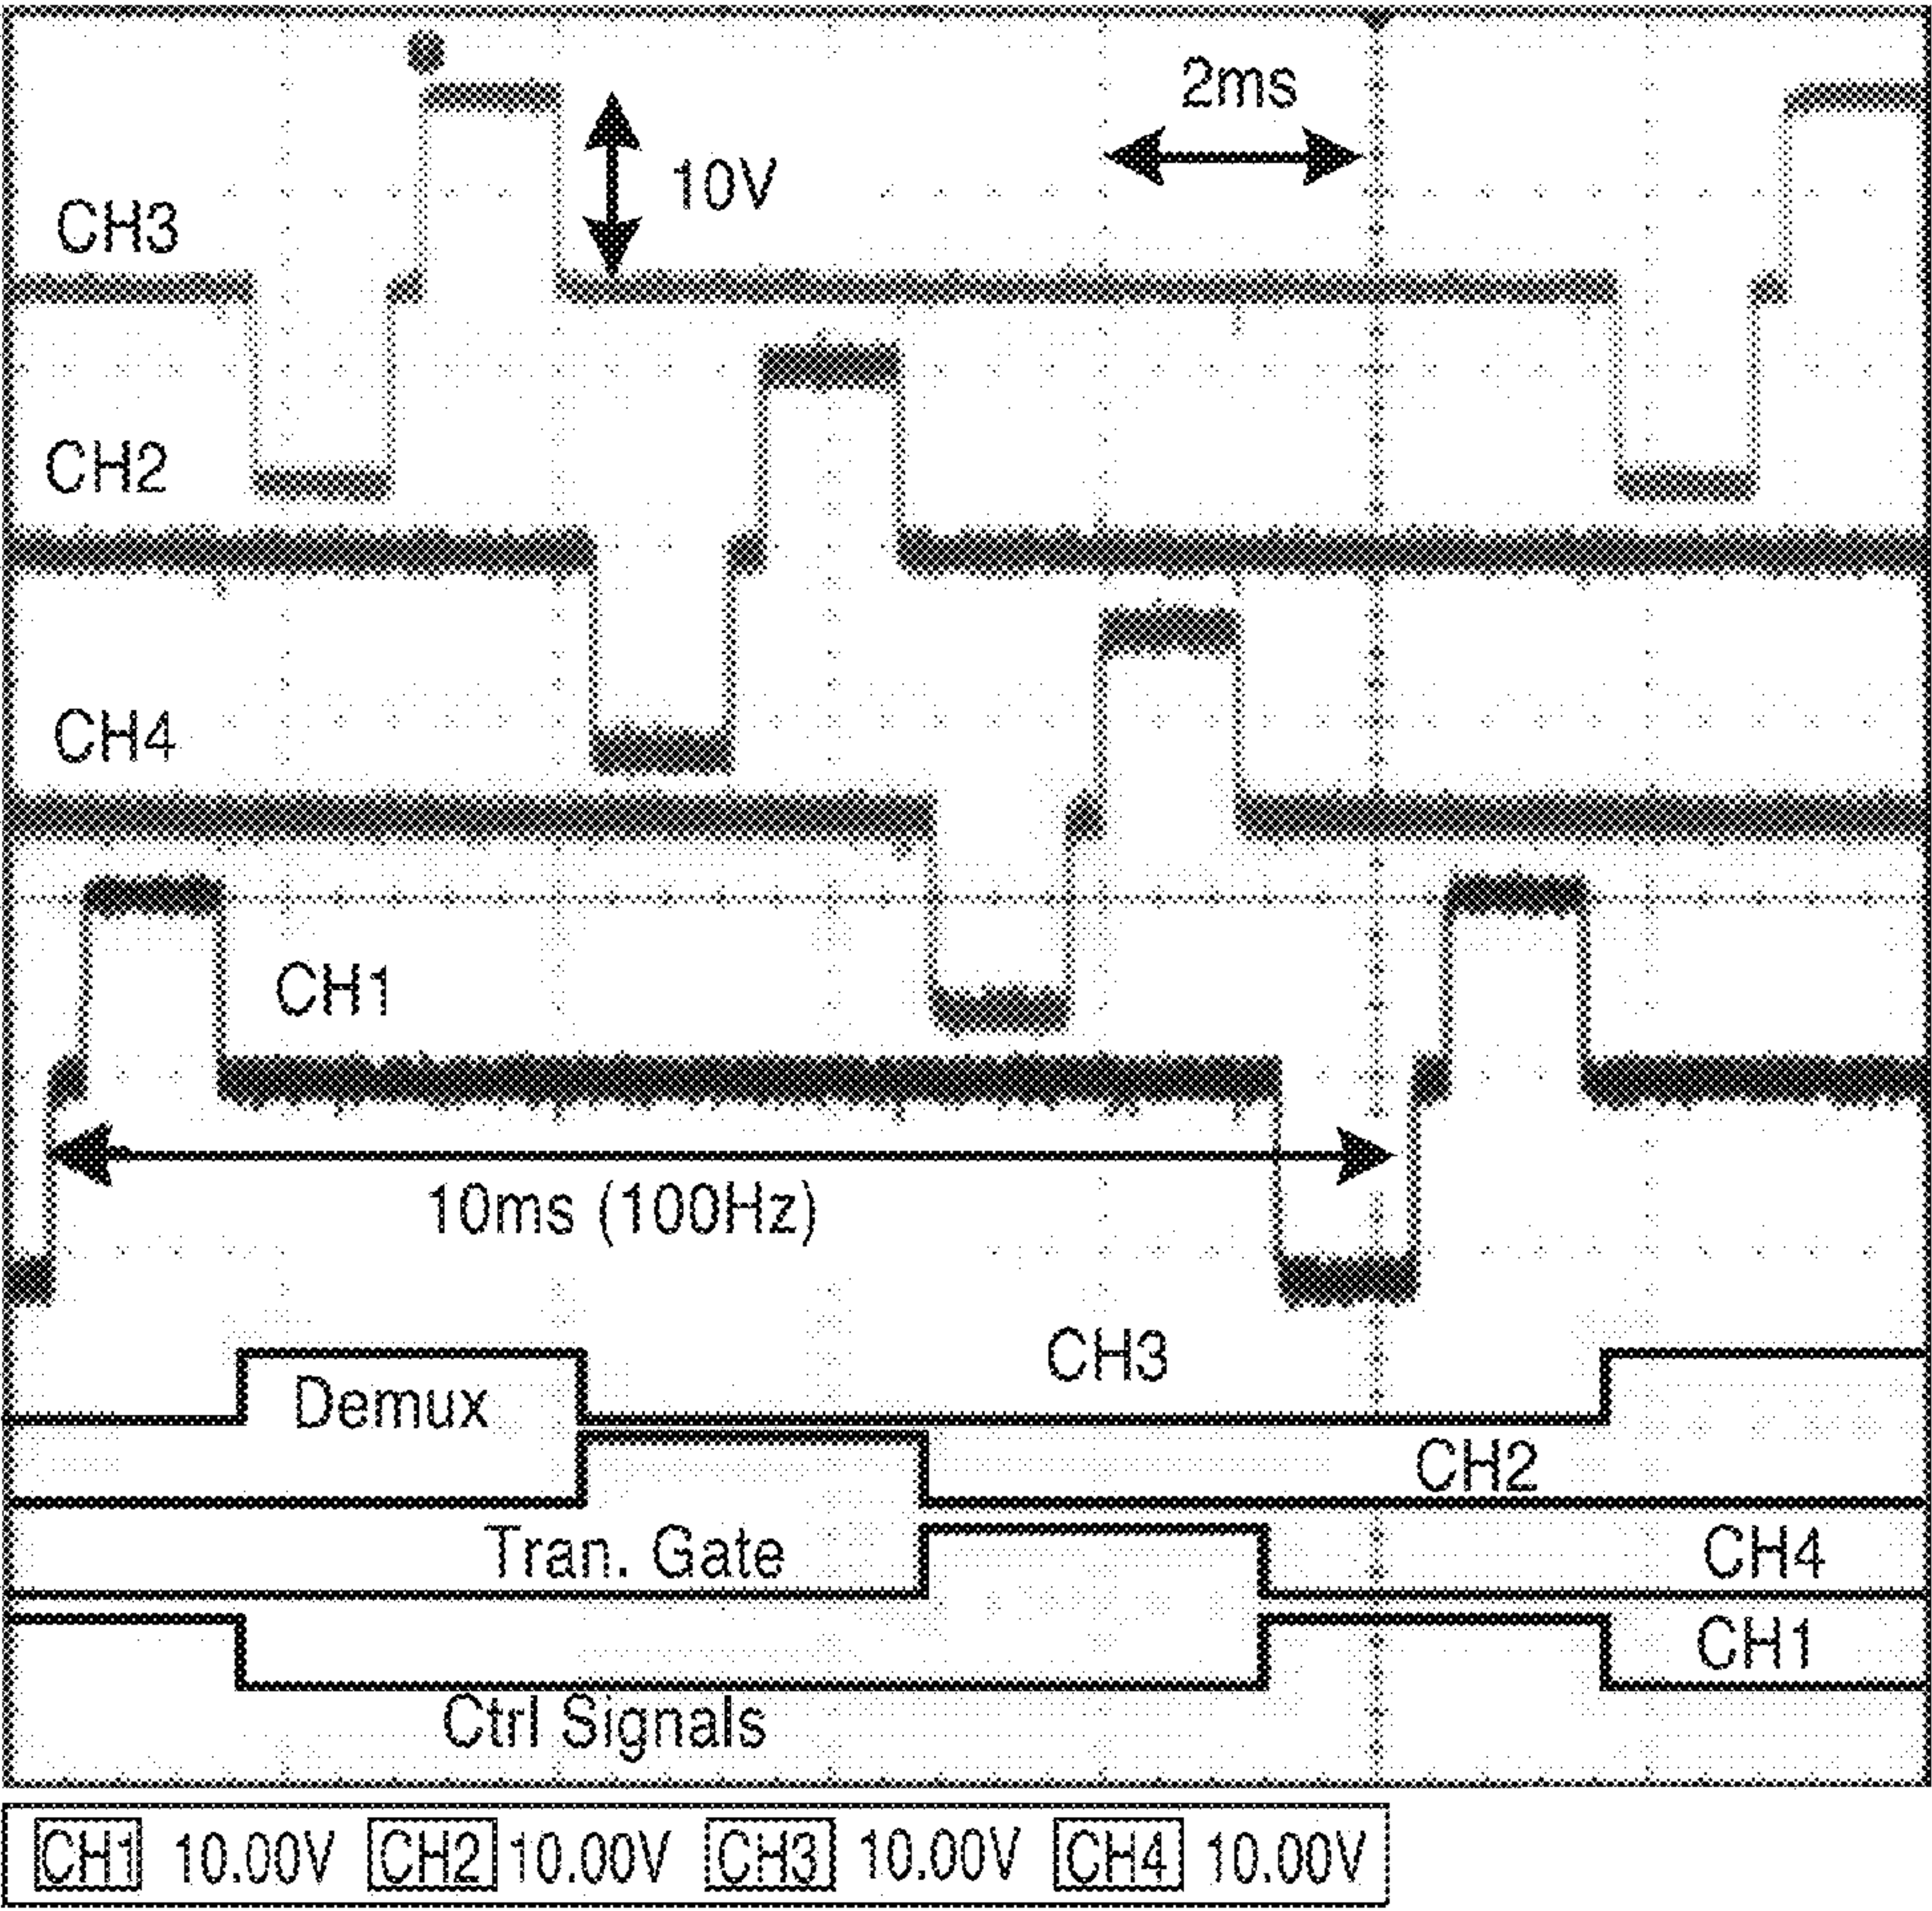 2ms
10V
CH3
CH2
CH4
CH1
10ms (100Hz)
CH3
Demux
CH2
Tran. Gate
CH4
CH1
Ctrl Signals
CH1 10.00V CH2 10.00V CH3 10.00V CH4 10.00V